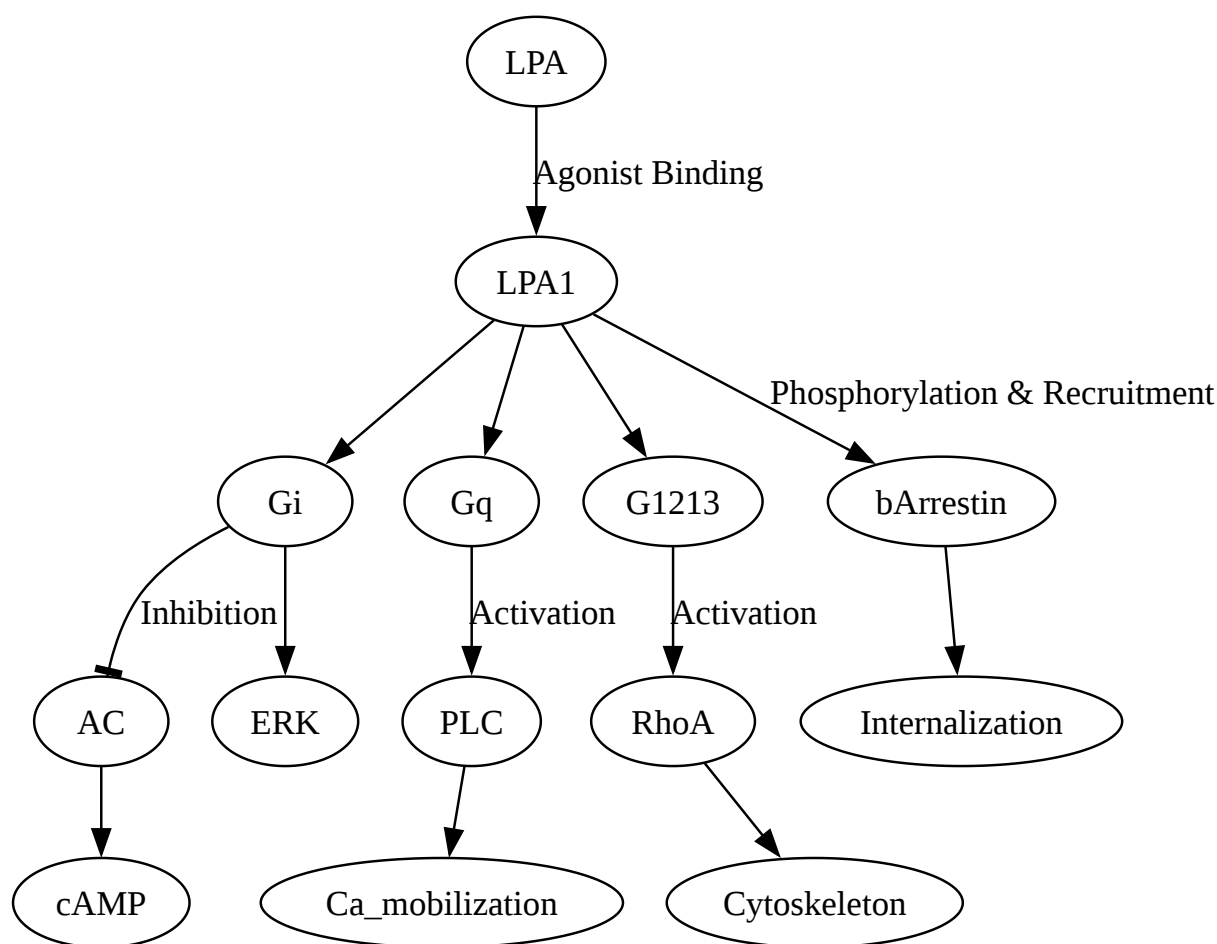 LPA
Agonist Binding
LPA1
Phosphorylation & Recruitment
Gi
Gq
G1213
bArrestin
Inhibition
Activation
Activation
AC
ERK
PLC
RhoA
Internalization
cAMP
Ca_mobilization
Cytoskeleton